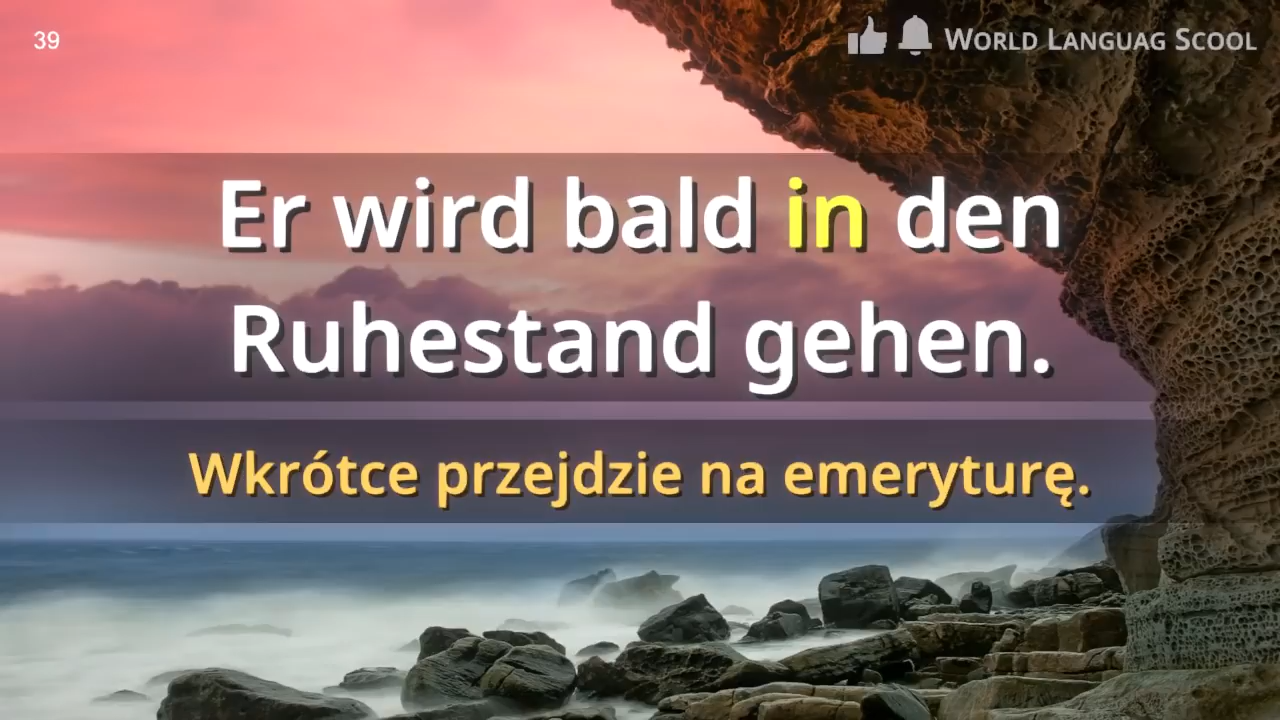 39
World Languag Scool
Er wird bald in den
Ruhestand gehen.
Wkrótce przejdzie na emeryturę.